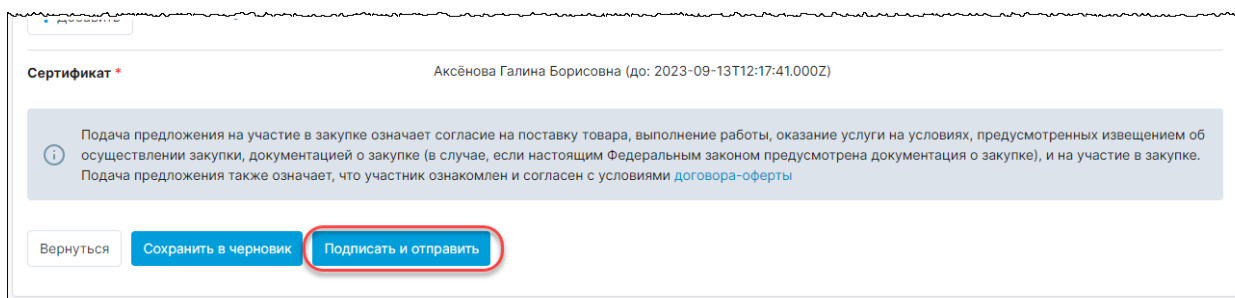 Сертификат * Аксёнова Галина Борисовна (до: 2023-09-13T12:17:41.000Z)
Подача предложения на участие в закупке означает согласие на поставку товара, выполнение работы, оказание услуги на условиях, предусмотренных извещением об
осуществлении закупки, документацией о закупке (в случае, если настоящим Федеральным законом предусмотрена документация о закупке), и на участие в закупке.
Подача предложения также означает, что участник ознакомлен и согласен с условиями договора-оферты
Вернуться Сохранить в черновик Подписать и отправить